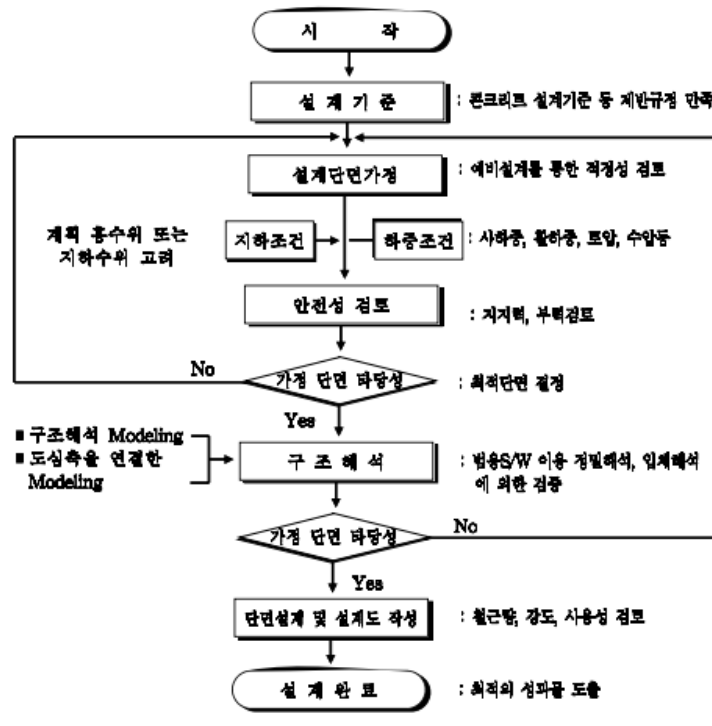 시 작
설 계 기 준
: 콘크리트 설계기준 등 제반규정 만족
설계단면가정
: 예비설계를 통한 적정성 검토
계획 홍수위 또는
지하수위 고려
지하조건
하중조건
: 사하중, 활하중, 토압, 수압등
안전성 검토
: 지지력, 부력검토
No
가정 단면 타당성
: 최적단면 결정
Yes
■ 구조해석 Modeling
■ 도심축을 연결한
Modeling
구 조 해 석
: 범용S/W 이용 정밀해석, 입체해석
에 의한 검증
가정 단면 타당성
No
Yes
단면설계 및 설계도 작성
: 철근량, 강도, 사용성 검토
설 계 완 료
: 최적의 성과물 도출